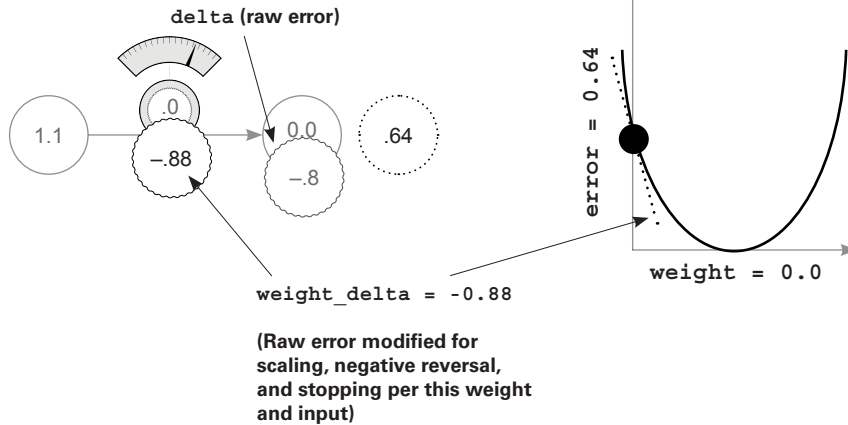 delta (raw error)
.0
1.1
0.0
.64
–.88
–.8
error = 0.64
weight = 0.0
weight_delta = -0.88
(Raw error modified for
scaling, negative reversal,
and stopping per this weight
and input)